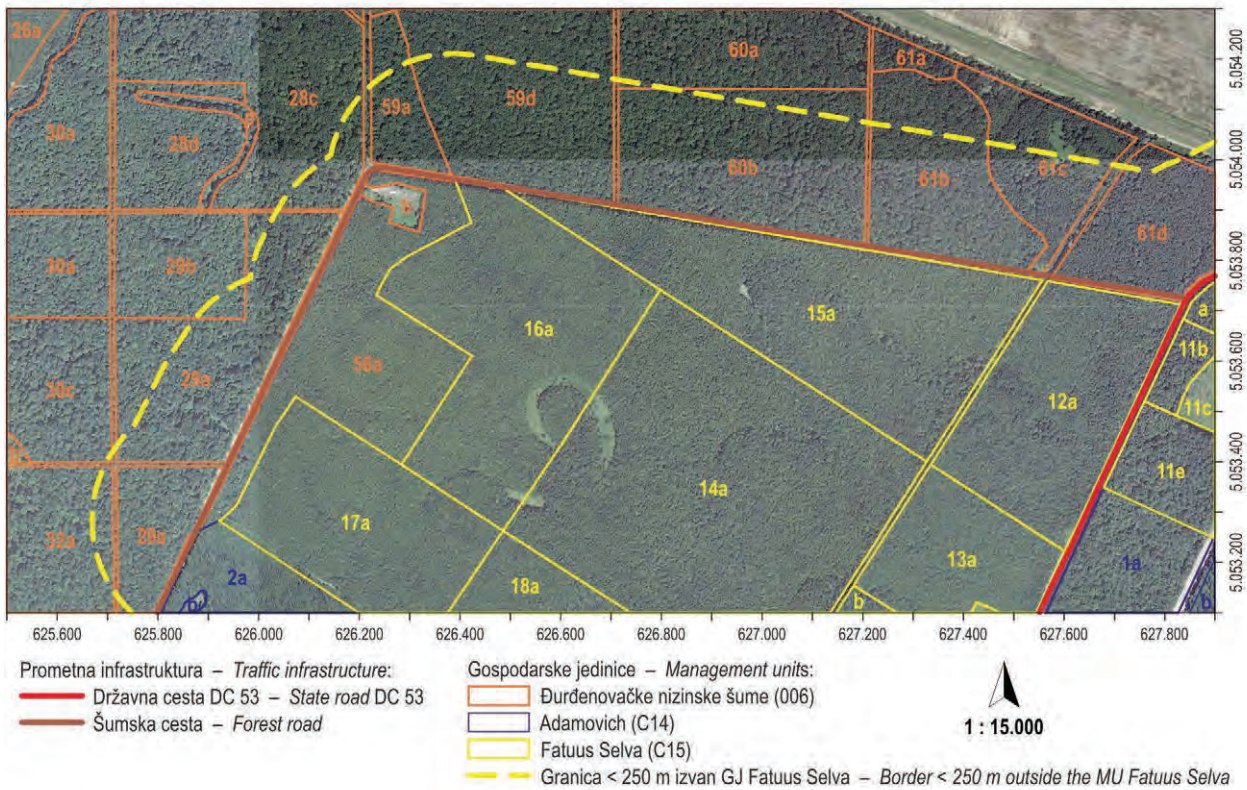 26a
28c
59a
59d
60a
61a
30a
28d
60b
61b
61c
61d
30a
29b
16a
15a
a
11b
30c
29a
56a
12a
11c
14a
11e
17a
32a
2a
18a
13a
1a
b
b
5.054.200
5.054.000
5.053.800
5.053.600
5.053.400
5.053.200
625.600 625.800 626.000 626.200 626.400 626.600 626.800 627.000 627.200 627.400 627.600 627.800
Prometna infrastruktura – Traffic infrastructure:
Državna cesta DC 53 – State road DC 53
Šumska cesta – Forest road
Gospodarske jedinice – Management units:
Đurđenovačke nizinske šume (006)
Adamovich (C14)
Fatuus Selva (C15)
Granica < 250 m izvan GJ Fatuus Selva – Border < 250 m outside the MU Fatuus Selva
1 : 15.000